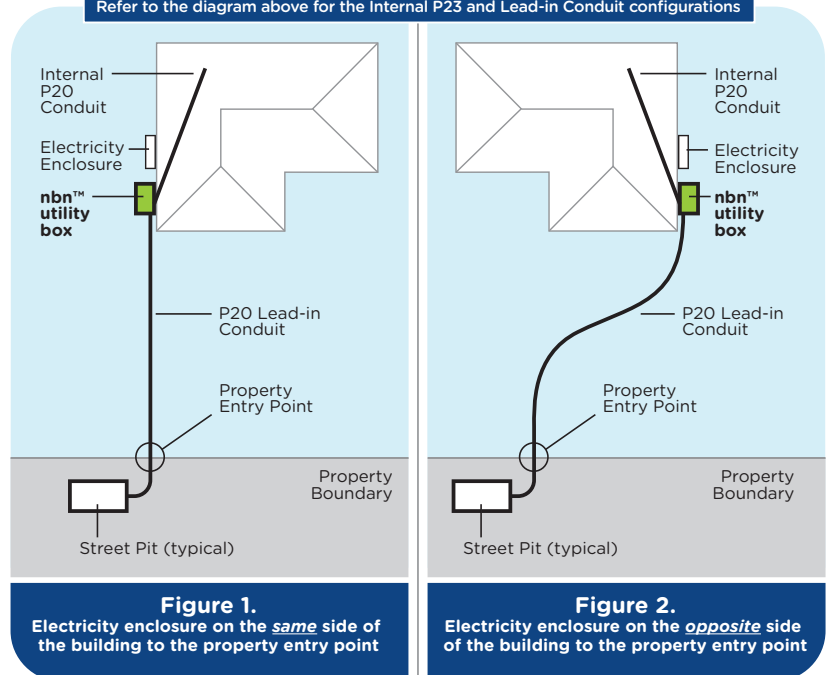 Refer to the diagram above for the Internal P23 and Lead-in Conduit configurations
Internal
P20
Conduit
Electricity
Enclosure
nbn™
utility
box
P20 Lead-in
Conduit
Property
Entry Point
Property
Boundary
Street Pit (typical)
Figure 1.
Electricity enclosure on the same side of
the building to the property entry point
Internal
P20
Conduit
Electricity
Enclosure
nbn™
utility
box
P20 Lead-in
Conduit
Property
Entry Point
Property
Boundary
Street Pit (typical)
Figure 2.
Electricity enclosure on the opposite side
of the building to the property entry point